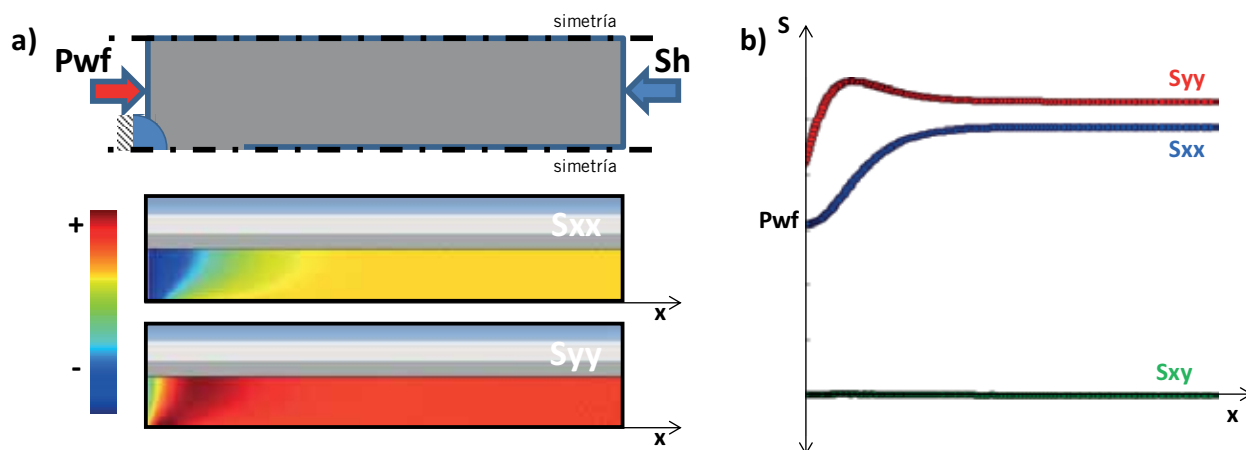 a)
simetría
Pwf
Sh
simetría
+
-
Sxx
x
Syy
x
b)
S
Syy
Sxx
Pwf
Sxy
x